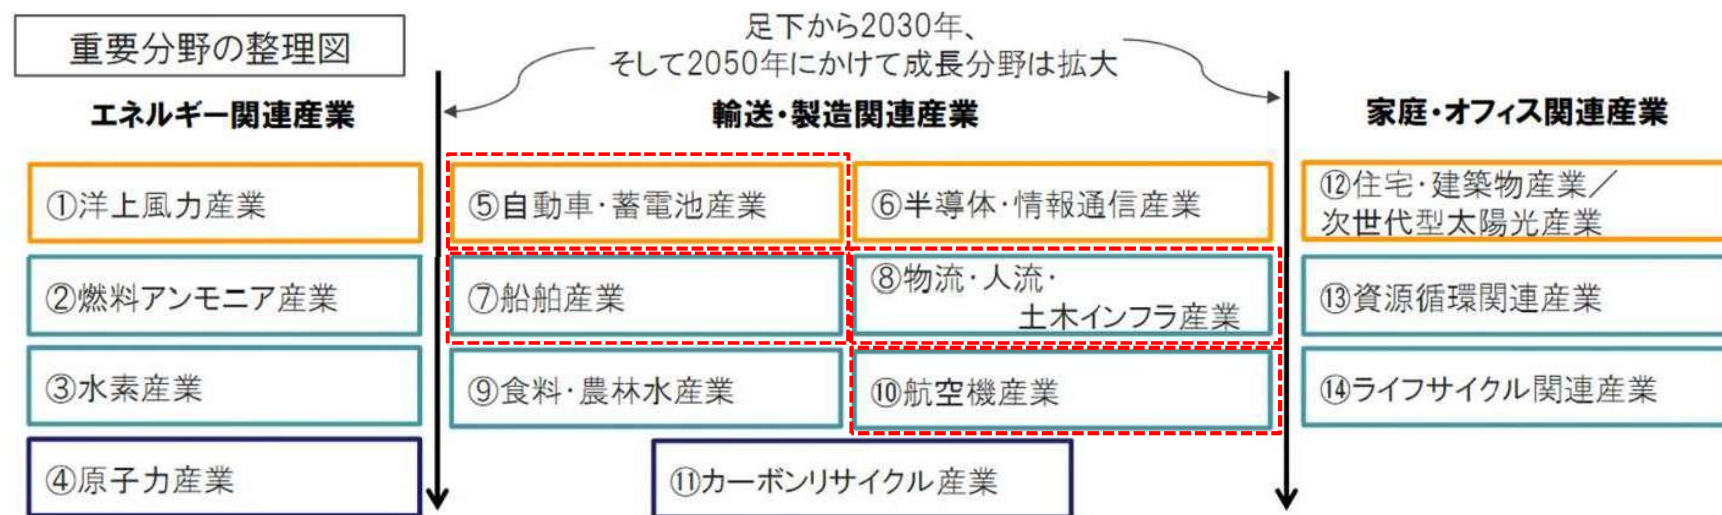 重要分野の整理図
足下から2030年、
そして2050年にかけて成長分野は拡大
エネルギー関連産業
輸送・製造関連産業
家庭・オフィス関連産業
①洋上風力産業
⑤自動車・蓄電池産業
⑥半導体・情報通信産業
⑫住宅・建築物産業／
次世代型太陽光産業
②燃料アンモニア産業
⑦船舶産業
⑧物流・人流・
土木インフラ産業
⑬資源循環関連産業
③水素産業
⑨食料・農林水産業
⑩航空機産業
⑭ライフサイクル関連産業
④原子力産業
⑪カーボンリサイクル産業